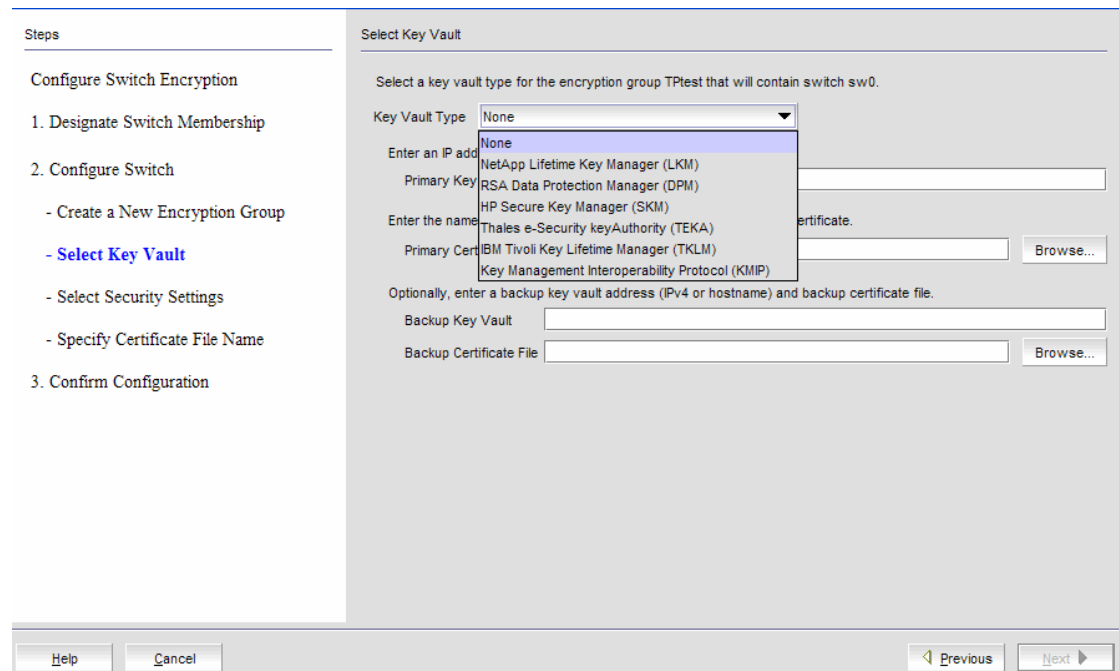 Steps
Configure Switch Encryption
1. Designate Switch Membership
2. Configure Switch
- Create a New Encryption Group
- Select Key Vault
- Select Security Settings
- Specify Certificate File Name
3. Confirm Configuration
Select Key Vault
Select a key vault type for the encryption group TPtest that will contain switch sw0.
Key Vault Type None
None
NetApp Lifetime Key Manager (LKM)
RSA Data Protection Manager (DPM)
HP Secure Key Manager (SKM)
Thales e-Security keyAuthority (TEKA)
IBM Tivoli Key Lifetime Manager (TKLM)
Key Management Interoperability Protocol (KMIP)
Enter an IP add
Primary Key
Enter the name ertificate.
Primary Cert Browse...
Optionally, enter a backup key vault address (IPv4 or hostname) and backup certificate file.
Backup Key Vault
Backup Certificate File Browse...
Help Cancel Previous Next